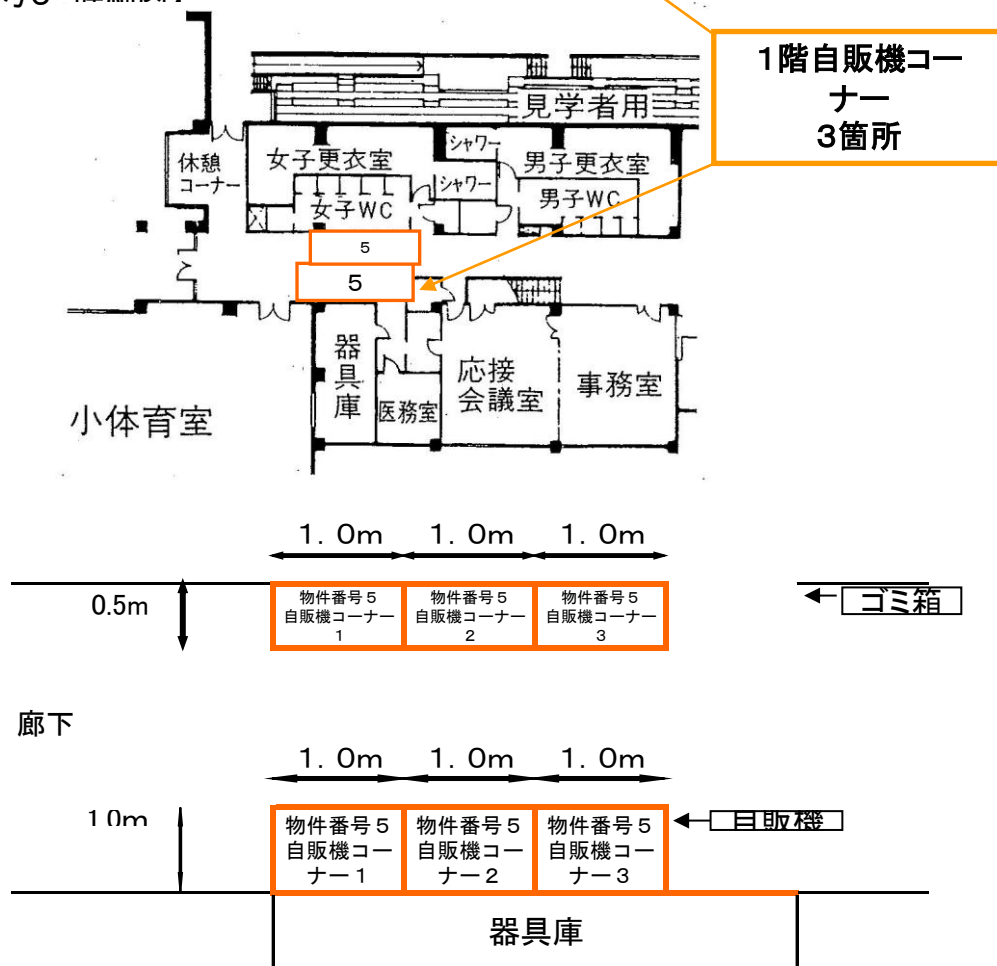 1階自販機コー
ナー
3箇所
見学者用
休憩
コーナー
女子更衣室
シャワー
シャワー
男子更衣室
女子WC
男子WC
5
5
器
具
庫
医務室
応接
会議室
事務室
小体育室
1.0m
1.0m
1.0m
0.5m
物件番号5
自販機コーナー
1
物件番号5
自販機コーナー
2
物件番号5
自販機コーナー
3
ゴミ箱
廊下
1.0m
1.0m
1.0m
1.0m
物件番号5
自販機コー
ナー1
物件番号5
自販機コー
ナー2
物件番号5
自販機コー
ナー3
自販機
器具庫